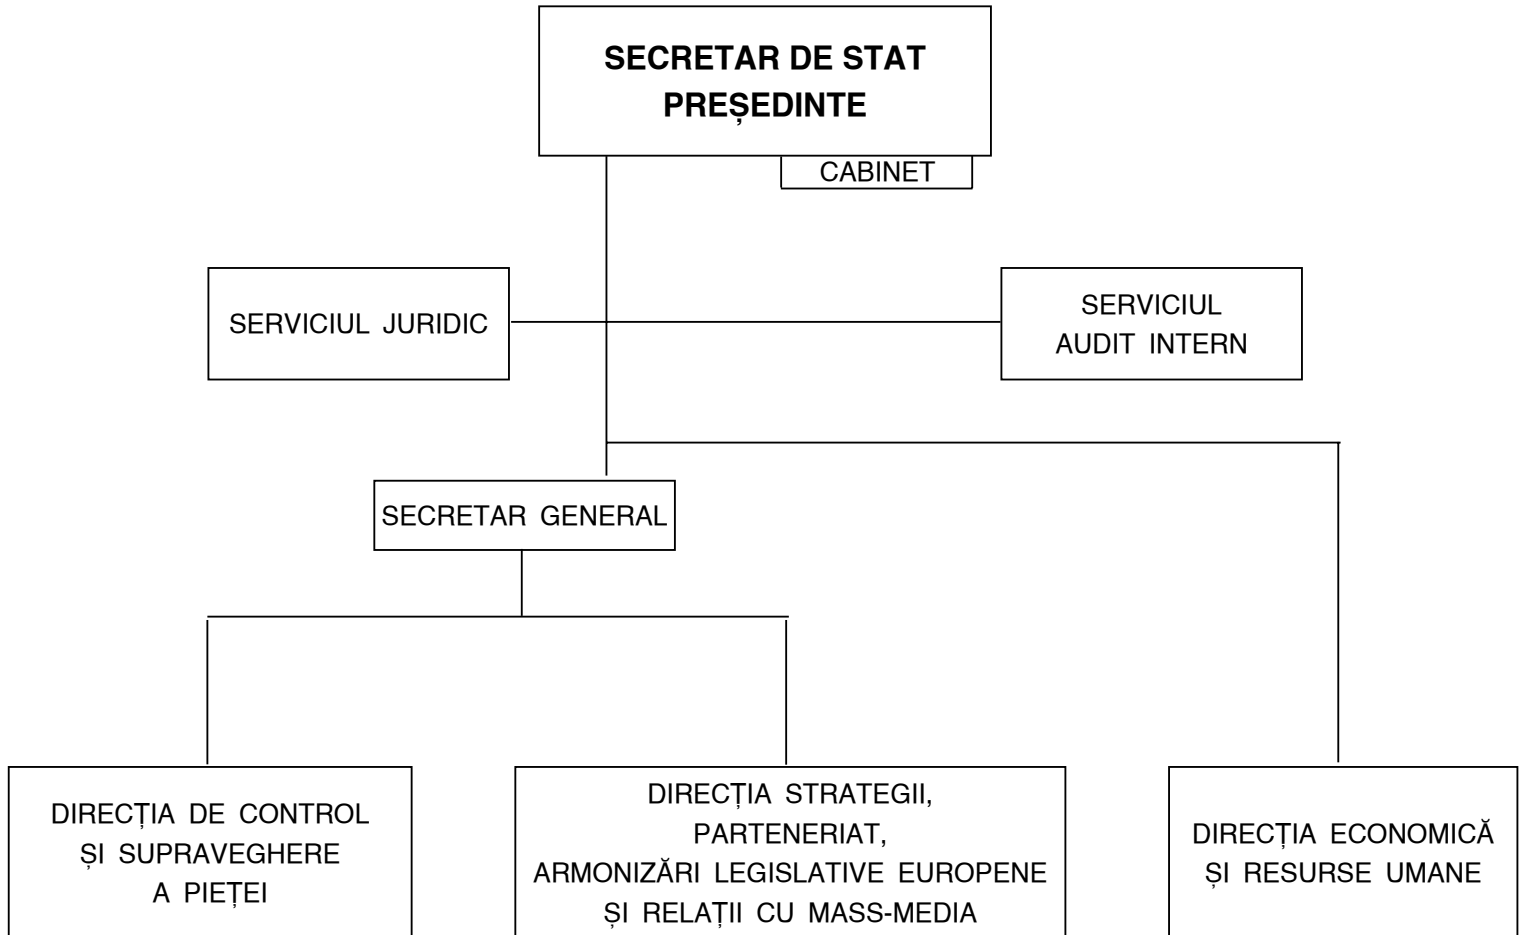 SECRETAR DE STAT
PREȘEDINTE
CABINET
SERVICIUL JURIDIC
SERVICIUL
AUDIT INTERN
SECRETAR GENERAL
DIRECȚIA DE CONTROL
ȘI SUPRAVEGHERE
A PIEȚEI
DIRECȚIA STRATEGII,
PARTENERIAT,
ARMONIZĂRI LEGISLATIVE EUROPENE
ȘI RELAȚII CU MASS-MEDIA
DIRECȚIA ECONOMICĂ
ȘI RESURSE UMANE